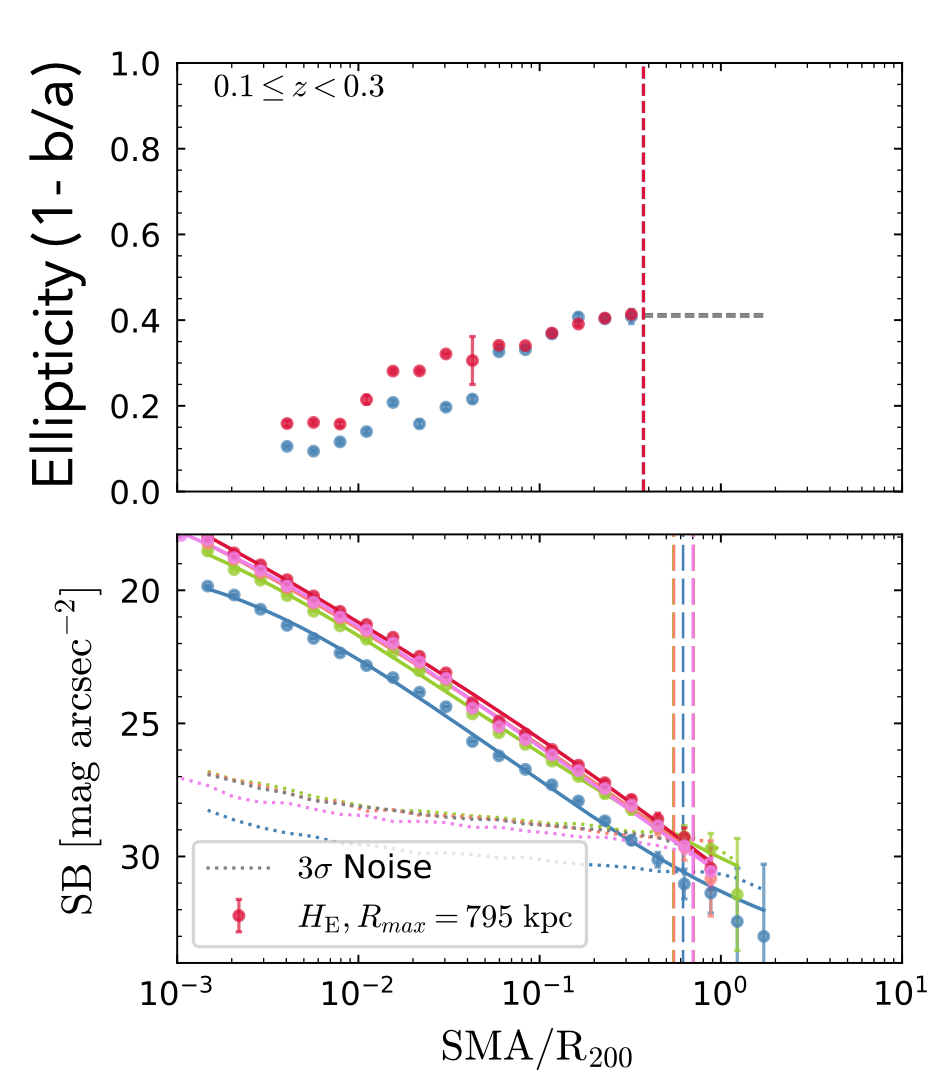 0.1 ≤ z < 0.3
Ellipticity (1- b/a)
1.0
0.8
0.6
0.4
0.2
0.0
SB [mag arcsec⁻²]
20
25
30
3σ Noise
H_E, R_max = 795 kpc
10⁻³ 10⁻² 10⁻¹ 10⁰ 10¹
SMA/R₂₀₀